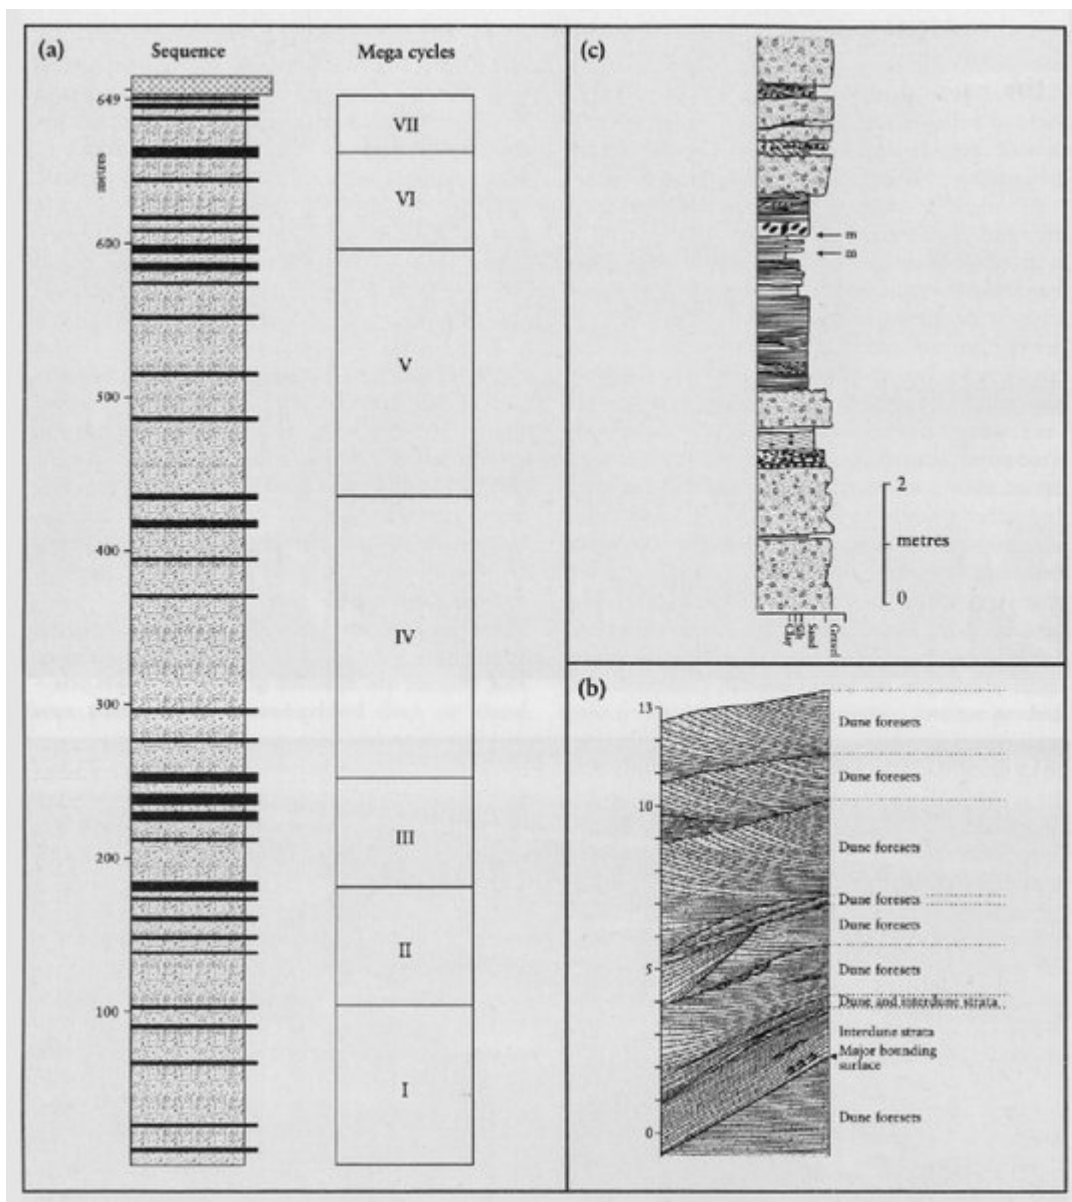 (a)
Sequence
Mega cycles
649
metres
600
500
400
300
200
100
VII
VI
V
IV
III
II
I
(c)
m
m
2
metres
0
Clay
Silt
Sand
Gravel
(b)
13
10
5
0
Dune foresets
Dune foresets
Dune foresets
Dune foresets
Dune foresets
Dune foresets
Dune and interdune strata
Interdune strata
Major bounding
surface
Dune foresets